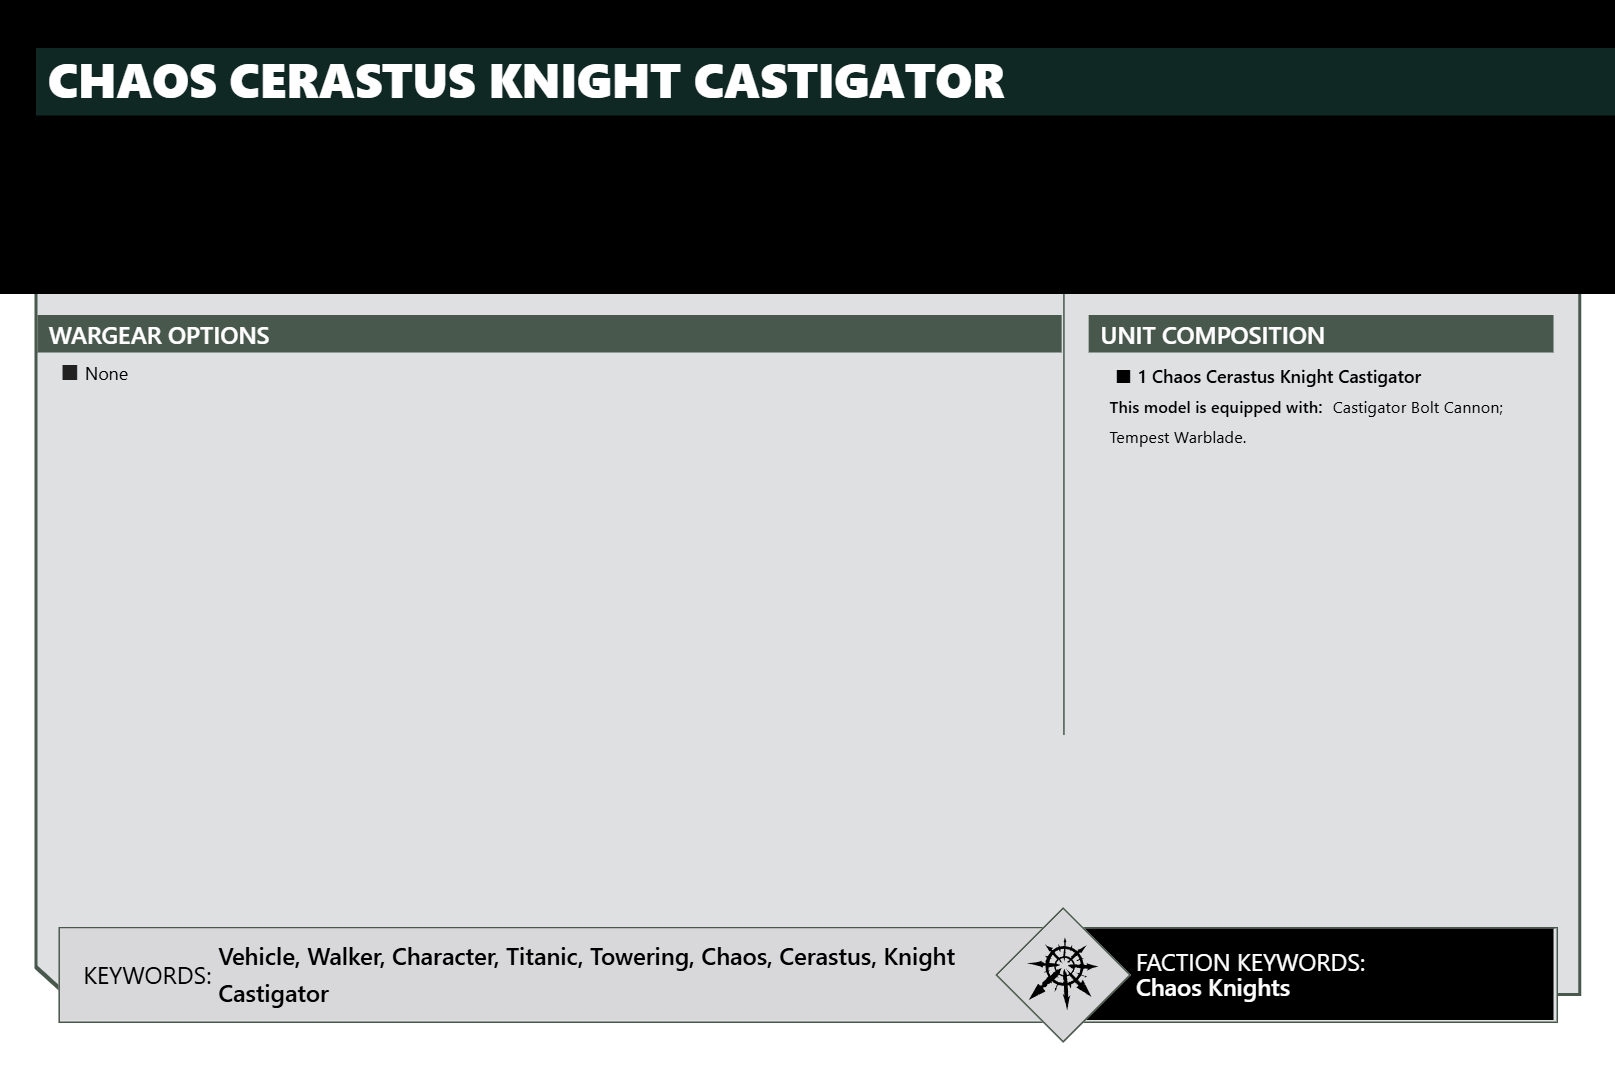 CHAOS CERASTUS KNIGHT CASTIGATOR
WARGEAR OPTIONS
■ None
UNIT COMPOSITION
■ 1 Chaos Cerastus Knight Castigator
This model is equipped with: Castigator Bolt Cannon;
Tempest Warblade.
KEYWORDS: Vehicle, Walker, Character, Titanic, Towering, Chaos, Cerastus, Knight
Castigator
FACTION KEYWORDS:
Chaos Knights